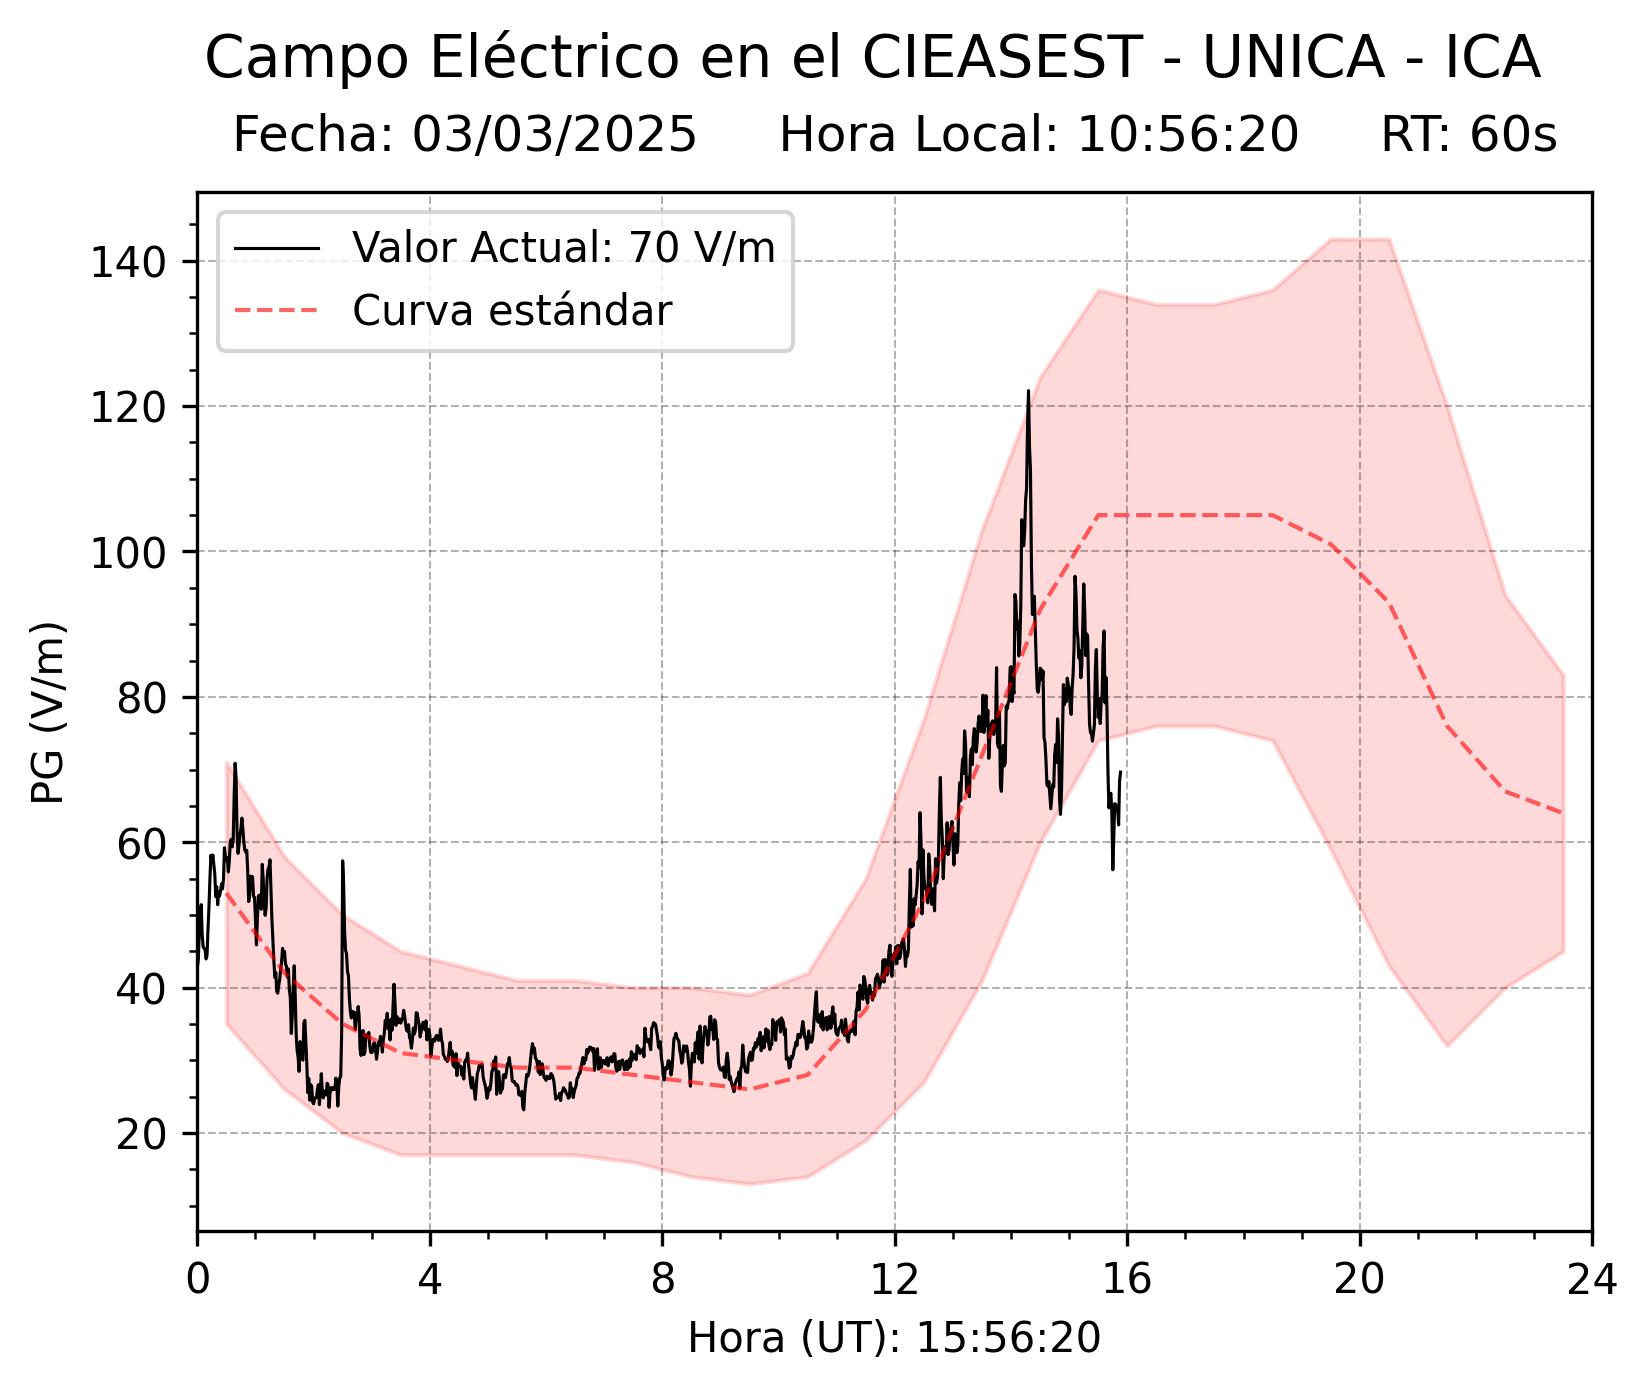 Campo Eléctrico en el CIEASEST - UNICA - ICA
Fecha: 03/03/2025 Hora Local: 10:56:20 RT: 60s
Valor Actual: 70 V/m
Curva estándar
PG (V/m)
140
120
100
80
60
40
20
0 4 8 12 16 20 24
Hora (UT): 15:56:20